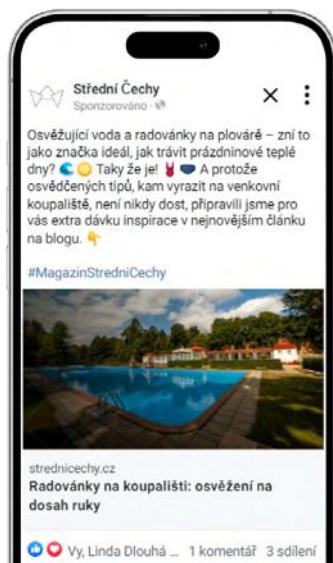 Střední Čechy
Sponzorováno ·
Osvěžující voda a radovánky na plovárě – zní to
jako značka ideál, jak trávit prázdninové teplé
dny? 🌊 🌞 Taky že je! 🩱 🩲 A protože
osvědčených tipů, kam vyrazit na venkovní
koupaliště, není nikdy dost, připravili jsme pro
vás extra dávku inspirace v nejnovějším článku
na blogu. 👇
#MagazinStredniCechy
strednicechy.cz
Radovánky na koupališti: osvěžení na
dosah ruky
Vy, Linda Dlouhá ... 1 komentář 3 sdílení